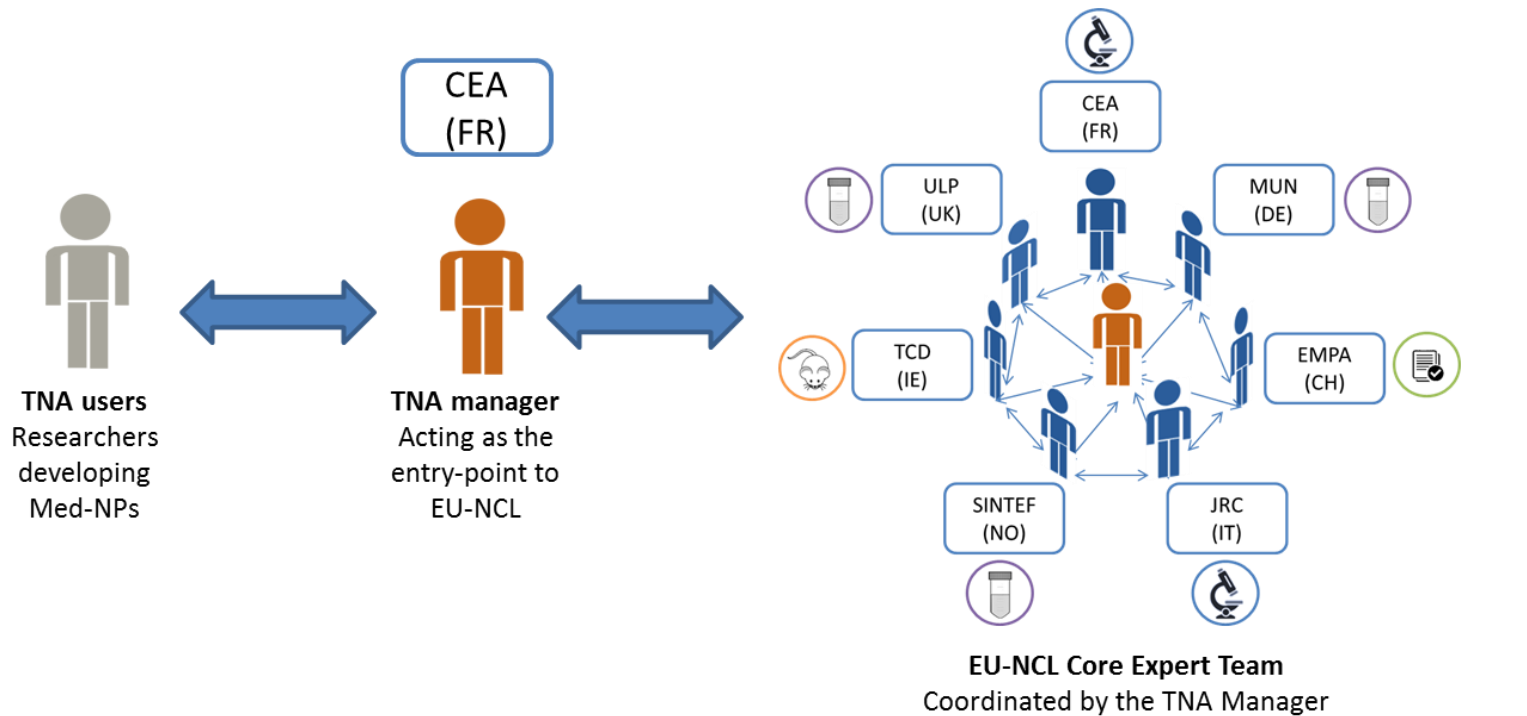 CEA
(FR)
TNA users
Researchers
developing
Med-NPs
TNA manager
Acting as the
entry-point to
EU-NCL
CEA
(FR)
ULP
(UK)
MUN
(DE)
TCD
(IE)
EMPA
(CH)
SINTEF
(NO)
JRC
(IT)
EU-NCL Core Expert Team
Coordinated by the TNA Manager